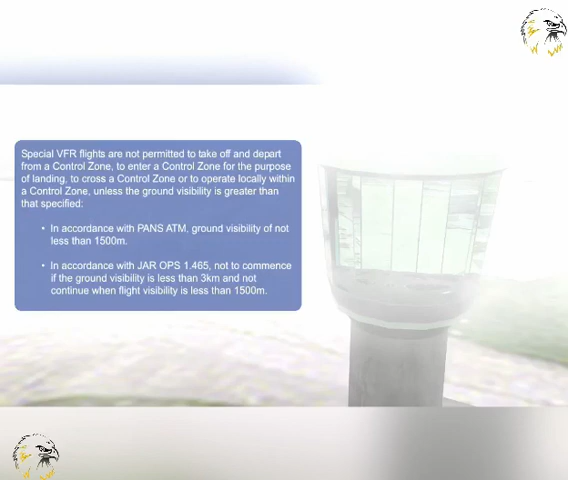 Special VFR flights are not permitted to take off and depart
from a Control Zone, to enter a Control Zone for the purpose
of landing, to cross a Control Zone or to operate locally within
a Control Zone, unless the ground visibility is greater than
that specified:
• In accordance with PANS ATM, ground visibility of not
less than 1500m.
• In accordance with JAR OPS 1.465, not to commence
if the ground visibility is less than 3km and not
continue when flight visibility is less than 1500m.